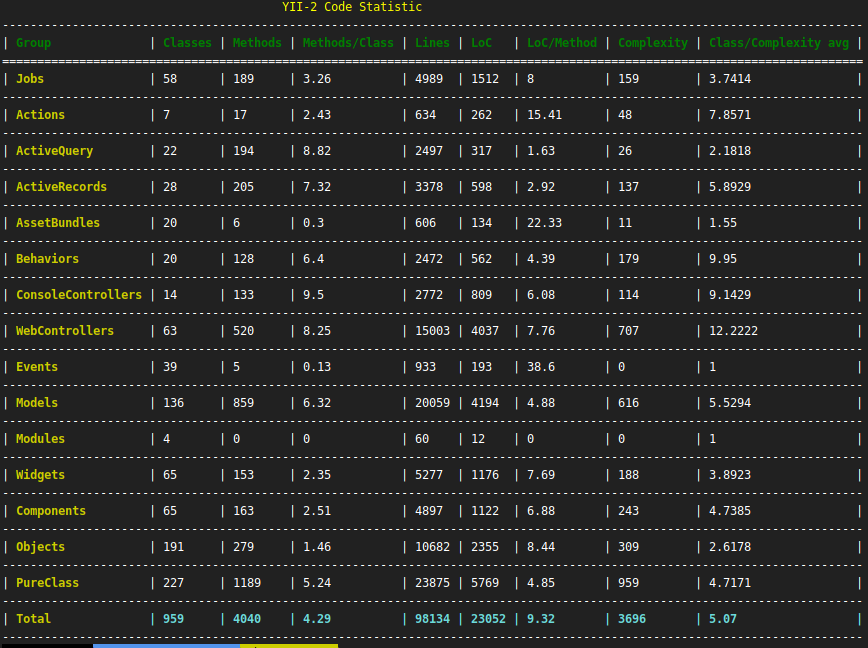 YII-2 Code Statistic
| Group | Classes | Methods | Methods/Class | Lines | LoC | LoC/Method | Complexity | Class/Complexity avg |
| Jobs | 58 | 189 | 3.26 | 4989 | 1512 | 8 | 159 | 3.7414 |
| Actions | 7 | 17 | 2.43 | 634 | 262 | 15.41 | 48 | 7.8571 |
| ActiveQuery | 22 | 194 | 8.82 | 2497 | 317 | 1.63 | 26 | 2.1818 |
| ActiveRecords | 28 | 205 | 7.32 | 3378 | 598 | 2.92 | 137 | 5.8929 |
| AssetBundles | 20 | 6 | 0.3 | 606 | 134 | 22.33 | 11 | 1.55 |
| Behaviors | 20 | 128 | 6.4 | 2472 | 562 | 4.39 | 179 | 9.95 |
| ConsoleControllers | 14 | 133 | 9.5 | 2772 | 809 | 6.08 | 114 | 9.1429 |
| WebControllers | 63 | 520 | 8.25 | 15003 | 4037 | 7.76 | 707 | 12.2222 |
| Events | 39 | 5 | 0.13 | 933 | 193 | 38.6 | 0 | 1 |
| Models | 136 | 859 | 6.32 | 20059 | 4194 | 4.88 | 616 | 5.5294 |
| Modules | 4 | 0 | 0 | 60 | 12 | 0 | 0 | 1 |
| Widgets | 65 | 153 | 2.35 | 5277 | 1176 | 7.69 | 188 | 3.8923 |
| Components | 65 | 163 | 2.51 | 4897 | 1122 | 6.88 | 243 | 4.7385 |
| Objects | 191 | 279 | 1.46 | 10682 | 2355 | 8.44 | 309 | 2.6178 |
| PureClass | 227 | 1189 | 5.24 | 23875 | 5769 | 4.85 | 959 | 4.7171 |
| Total | 959 | 4040 | 4.29 | 98134 | 23052 | 9.32 | 3696 | 5.07 |